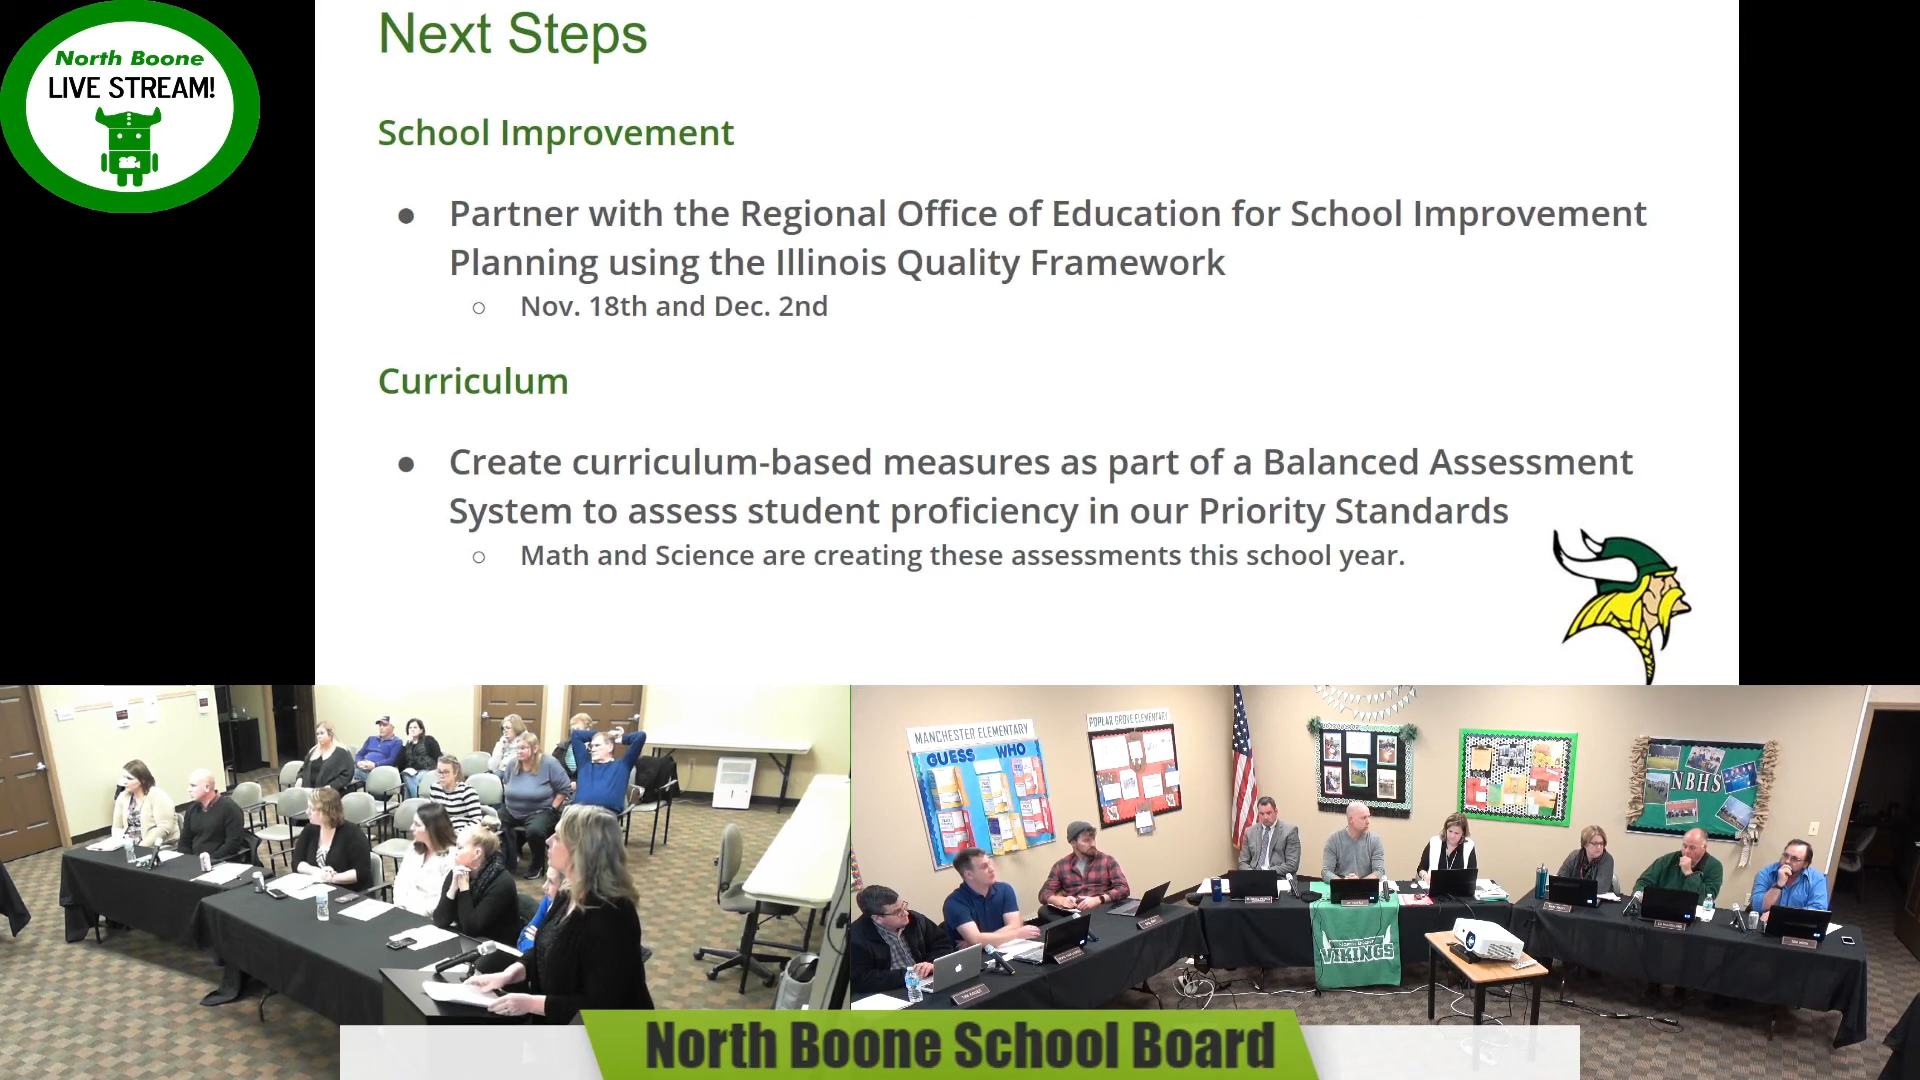 North Boone
LIVE STREAM!
Next Steps
School Improvement
● Partner with the Regional Office of Education for School Improvement
Planning using the Illinois Quality Framework
○ Nov. 18th and Dec. 2nd
Curriculum
● Create curriculum-based measures as part of a Balanced Assessment
System to assess student proficiency in our Priority Standards
○ Math and Science are creating these assessments this school year.
MANCHESTER ELEMENTARY
POPLAR GROVE ELEMENTARY
GUESS WHO
NBHS
VIKINGS
North Boone School Board